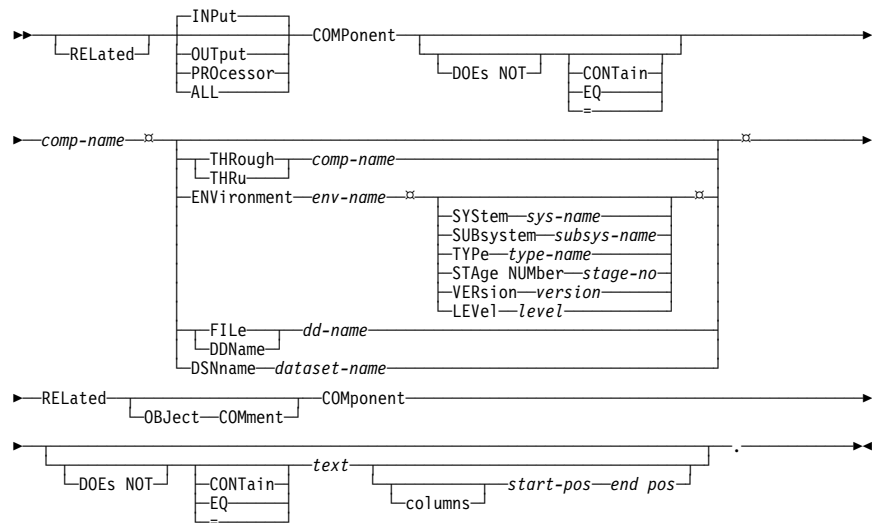 INPut
RELated
OUTput
PROcessor
ALL
COMPonent
DOEs NOT
CONTain
EQ
=
comp-name ¤
THRough
THRu
comp-name
ENVironment env-name ¤
SYStem sys-name
SUBsystem subsys-name
TYPe type-name
STAge NUMber stage-no
VERsion version
LEVel level
¤
FILe
DDName
dd-name
DSNname dataset-name
¤
RELated
OBJect COMment
COMponent
DOEs NOT
CONTain
EQ
=
text
columns
start-pos end pos
.